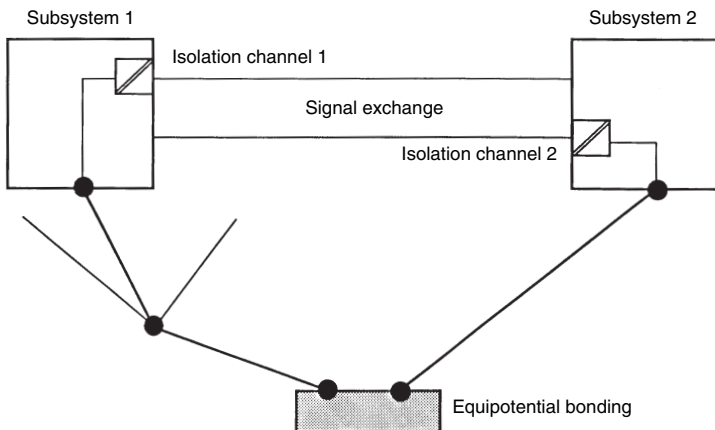 Subsystem 1
Subsystem 2
Isolation channel 1
Signal exchange
Isolation channel 2
Equipotential bonding